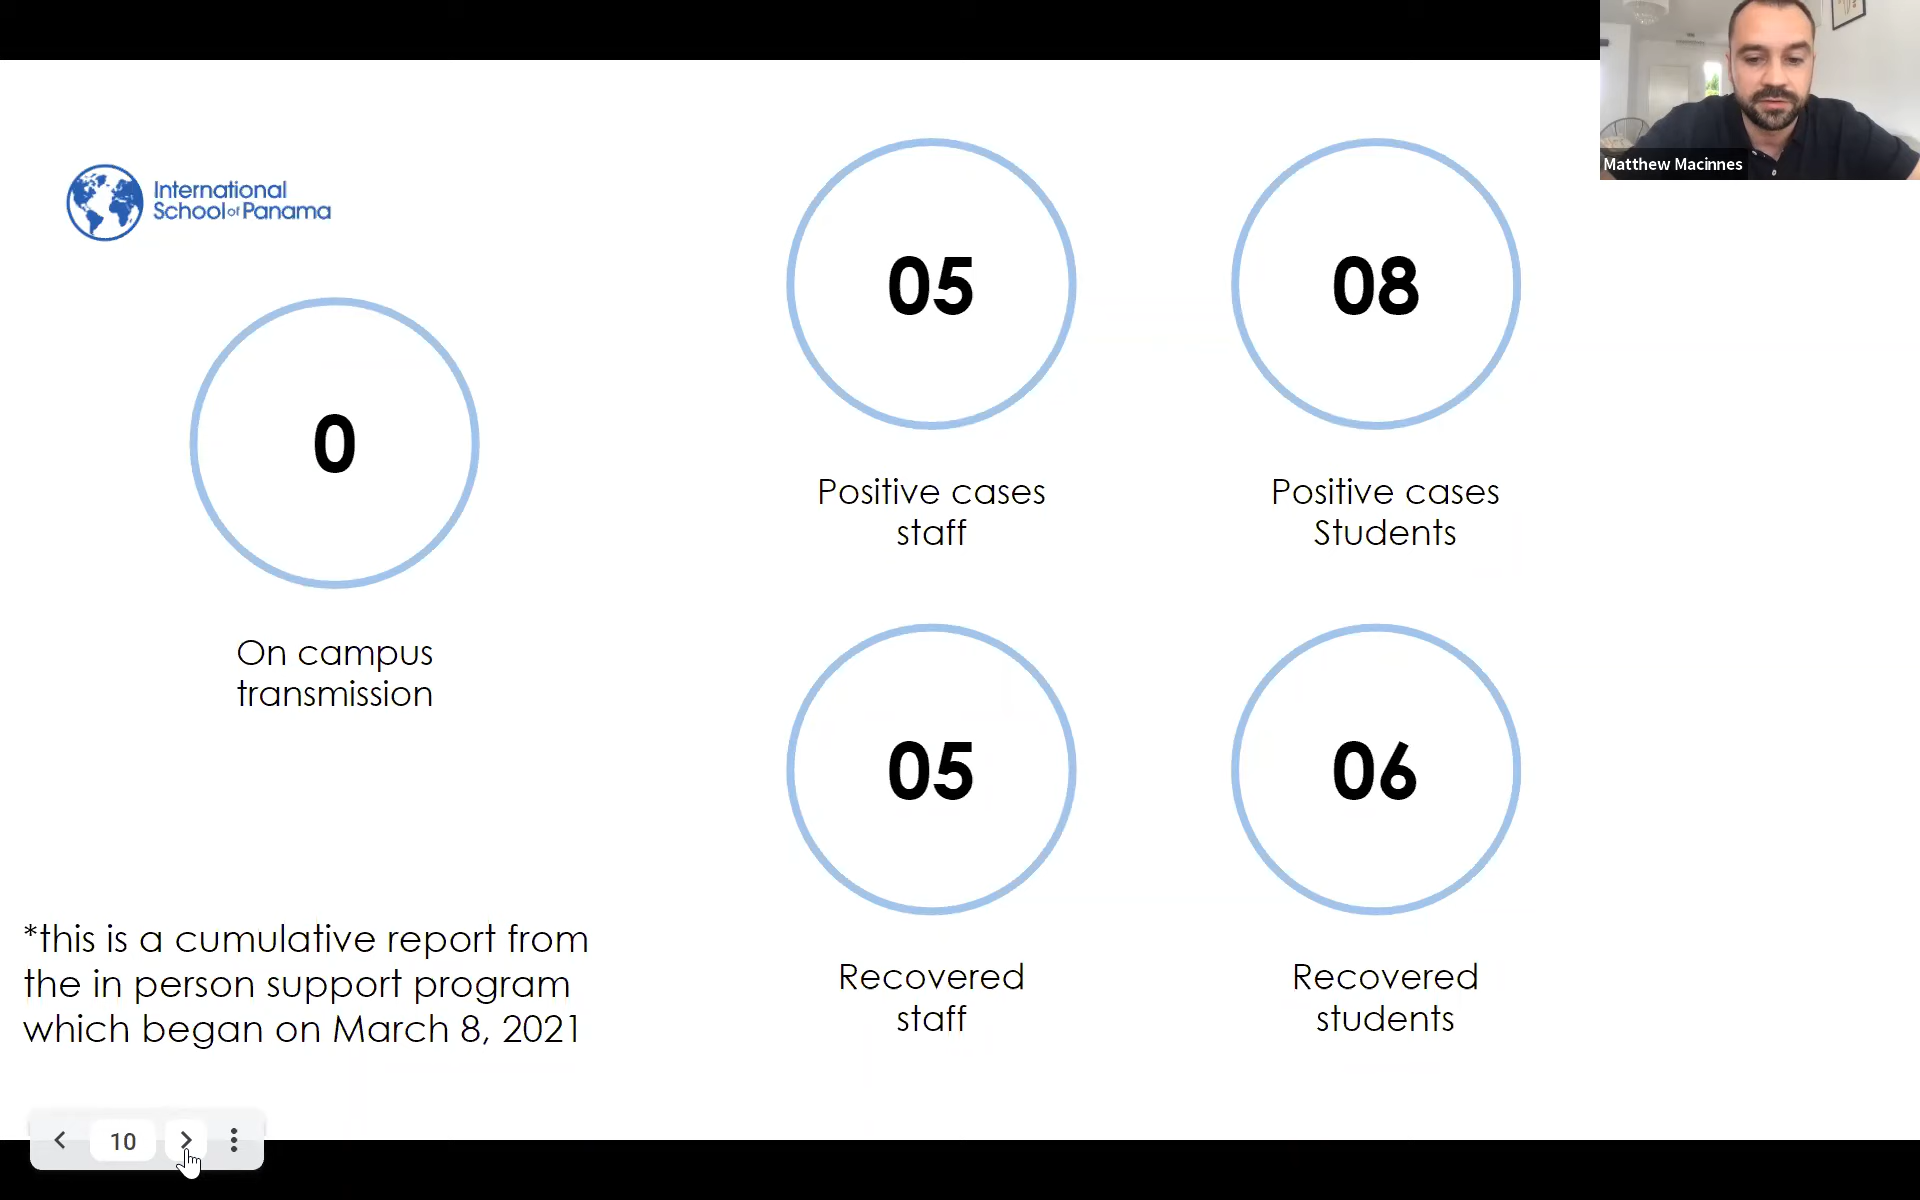 Matthew Macinnes
International
School of Panama
0
On campus
transmission
05
Positive cases
staff
08
Positive cases
Students
05
Recovered
staff
06
Recovered
students
*this is a cumulative report from
the in person support program
which began on March 8, 2021
10